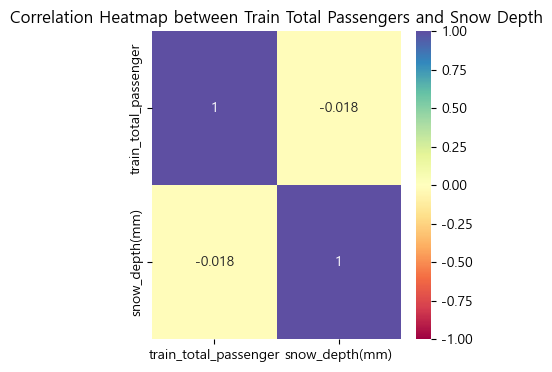 Correlation Heatmap between Train Total Passengers and Snow Depth
train_total_passenger
1
-0.018
snow_depth(mm)
-0.018
1
train_total_passenger
snow_depth(mm)
1.00
0.75
0.50
0.25
0.00
-0.25
-0.50
-0.75
-1.00